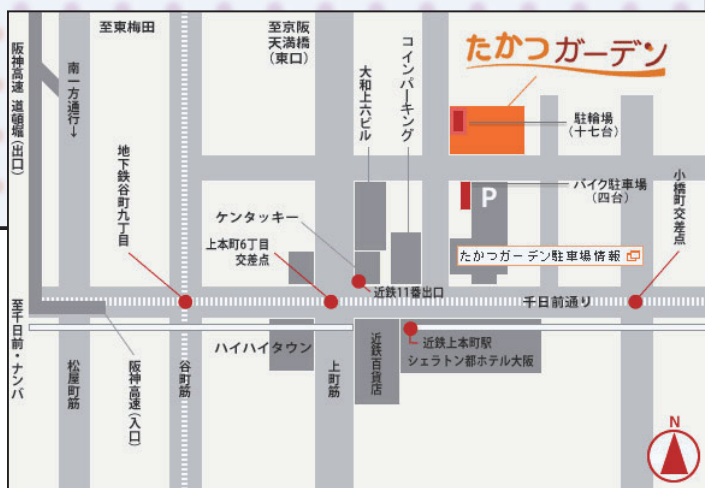 至東梅田
至京阪
天満橋
(東口)
たかつガーデン
阪神高速 道頓堀(出口)
南一方通行→
大和上六ビル
コインパーキング
駐輪場
(十七台)
地下鉄谷町九丁目
バイク駐車場
(四台)
P
小橋町交差点
ケンタッキー
上本町6丁目
交差点
たかつガーデン駐車場情報
近鉄11番出口
千日前通り
至千日前・ナンバ
松屋町筋
阪神高速(入口)
谷町筋
ハイハイタウン
上町筋
近鉄百貨店
近鉄上本町駅
シェラトン都ホテル大阪
N